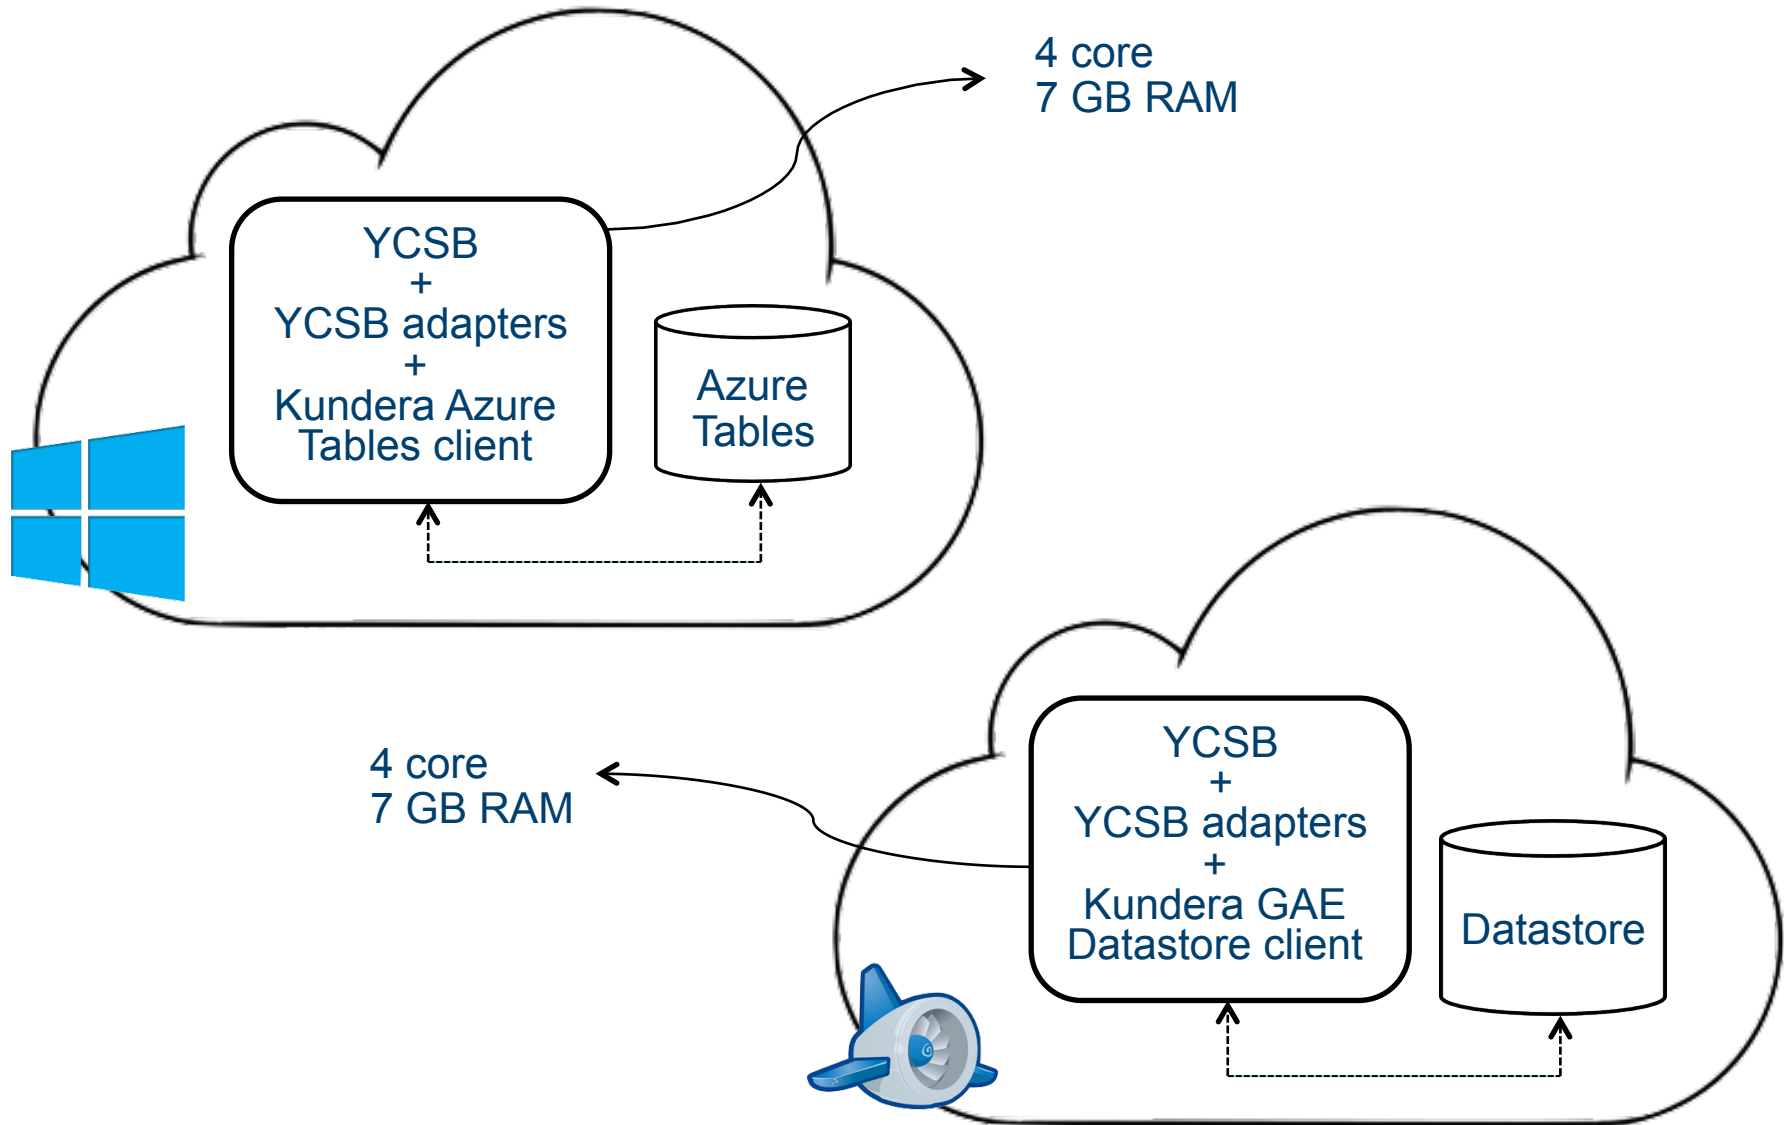 4 core
7 GB RAM
YCSB
+
YCSB adapters
+
Kundera Azure
Tables client
Azure
Tables
4 core
7 GB RAM
YCSB
+
YCSB adapters
+
Kundera GAE
Datastore client
Datastore